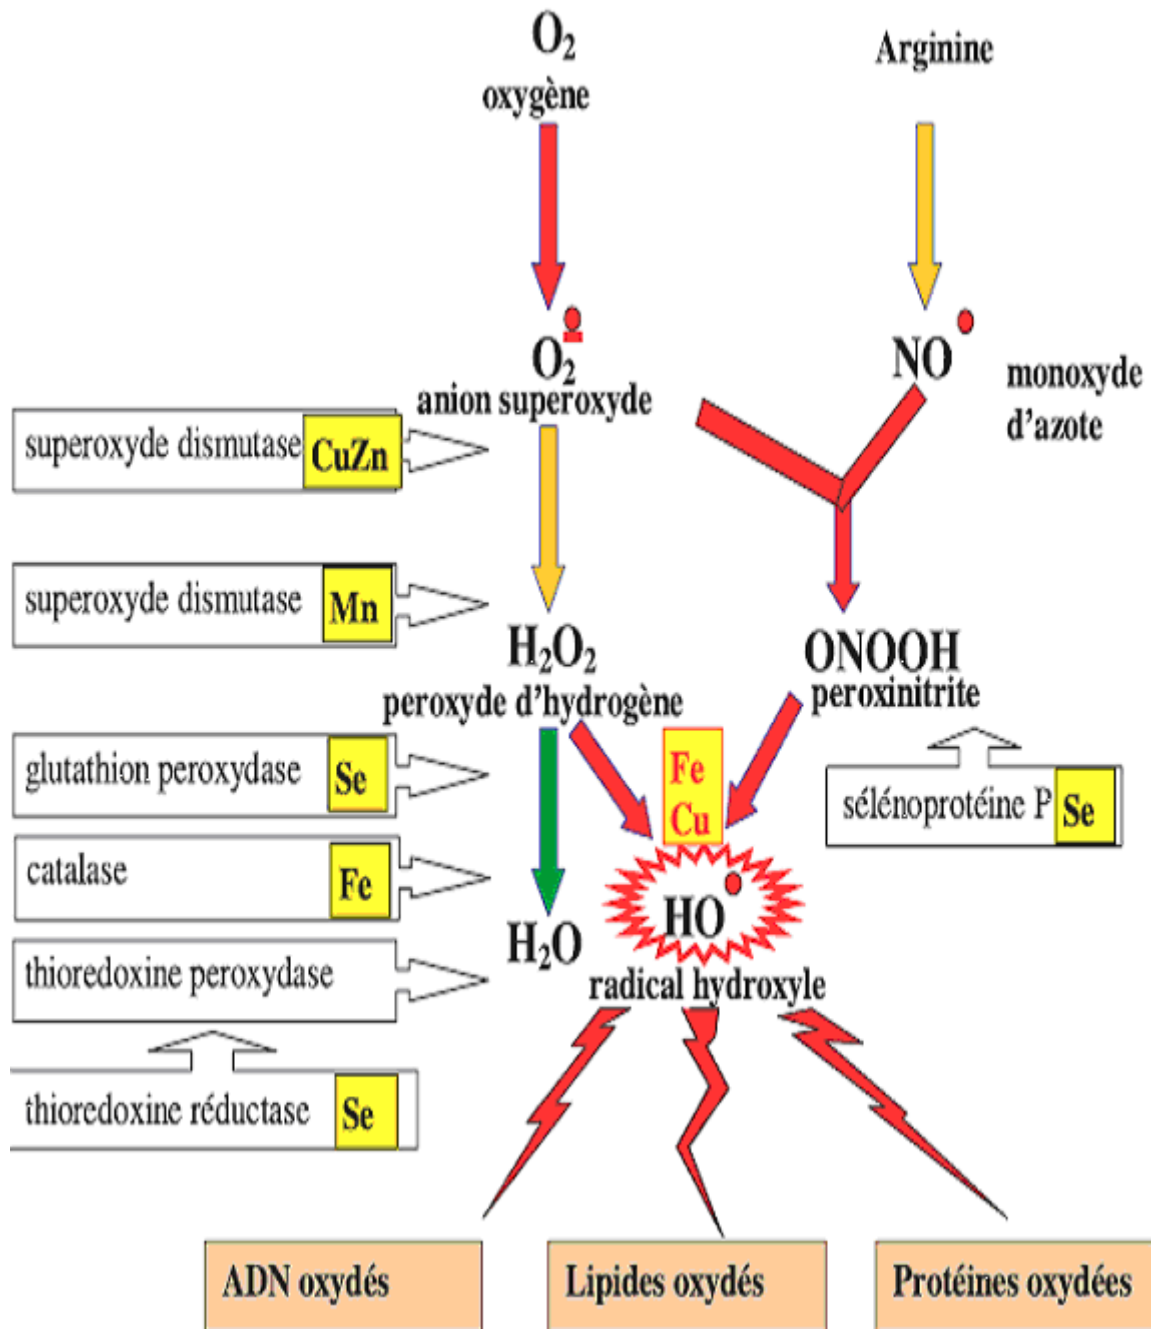 O₂
oxygène
Arginine
O₂
anion superoxyde
NO
monoxyde
d'azote
superoxyde dismutase CuZn
superoxyde dismutase Mn
H₂O₂
peroxyde d'hydrogène
ONOOH
peroxinitrite
glutathion peroxydase Se
Fe
Cu
sélénoprotéine P Se
catalase Fe
HO
H₂O
thioredoxine peroxydase
radical hydroxyle
thioredoxine réductase Se
ADN oxydés
Lipides oxydés
Protéines oxydées